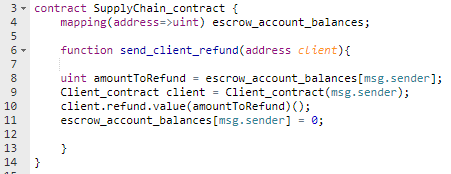 3 contract SupplyChain_contract {
4 mapping(address=>uint) escrow_account_balances;
5
6 function send_client_refund(address client){
7
8 uint amountToRefund = escrow_account_balances[msg.sender];
9 Client_contract client = Client_contract(msg.sender);
10 client.refund.value(amountToRefund)();
11 escrow_account_balances[msg.sender] = 0;
12
13 }
14 }